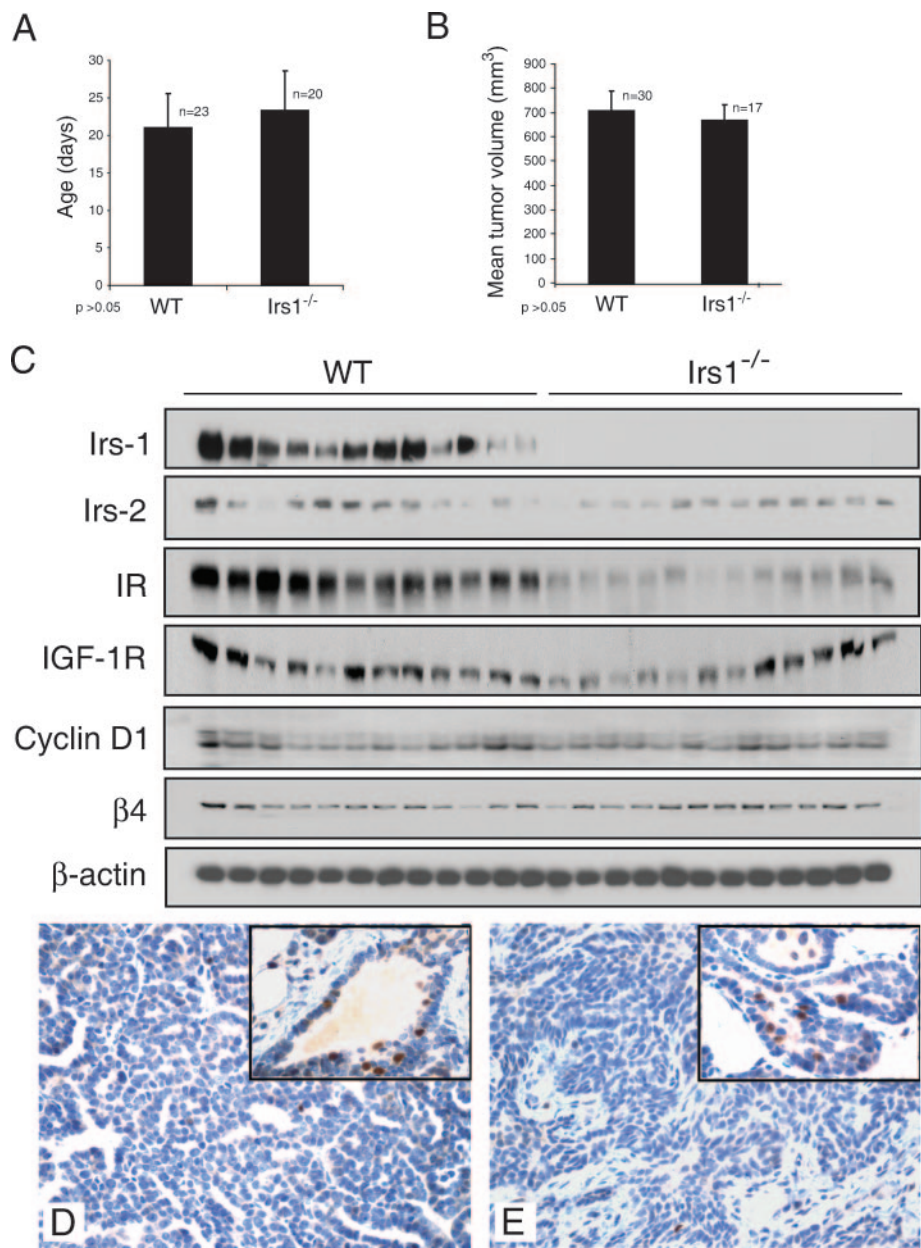 A
Age (days)
30
25
20
15
10
5
0
n=23
n=20
p >0.05
WT
Irs1-/-
B
Mean tumor volume (mm3)
900
800
700
600
500
400
300
200
100
0
n=30
n=17
p >0.05
WT
Irs1-/-
C
WT
Irs1-/-
Irs-1
Irs-2
IR
IGF-1R
Cyclin D1
β4
β-actin
D
E